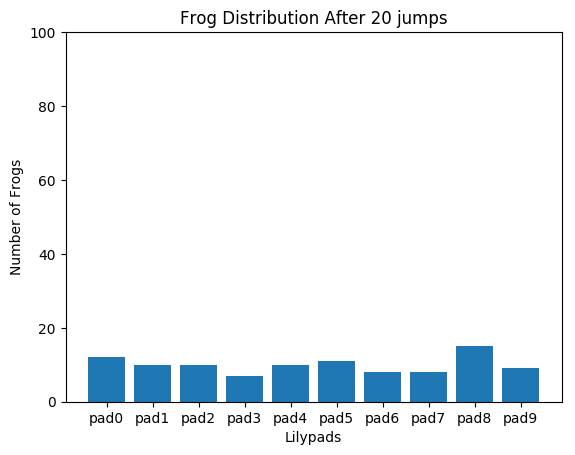 Frog Distribution After 20 jumps
100
80
60
40
20
0
Number of Frogs
pad0 pad1 pad2 pad3 pad4 pad5 pad6 pad7 pad8 pad9
Lilypads